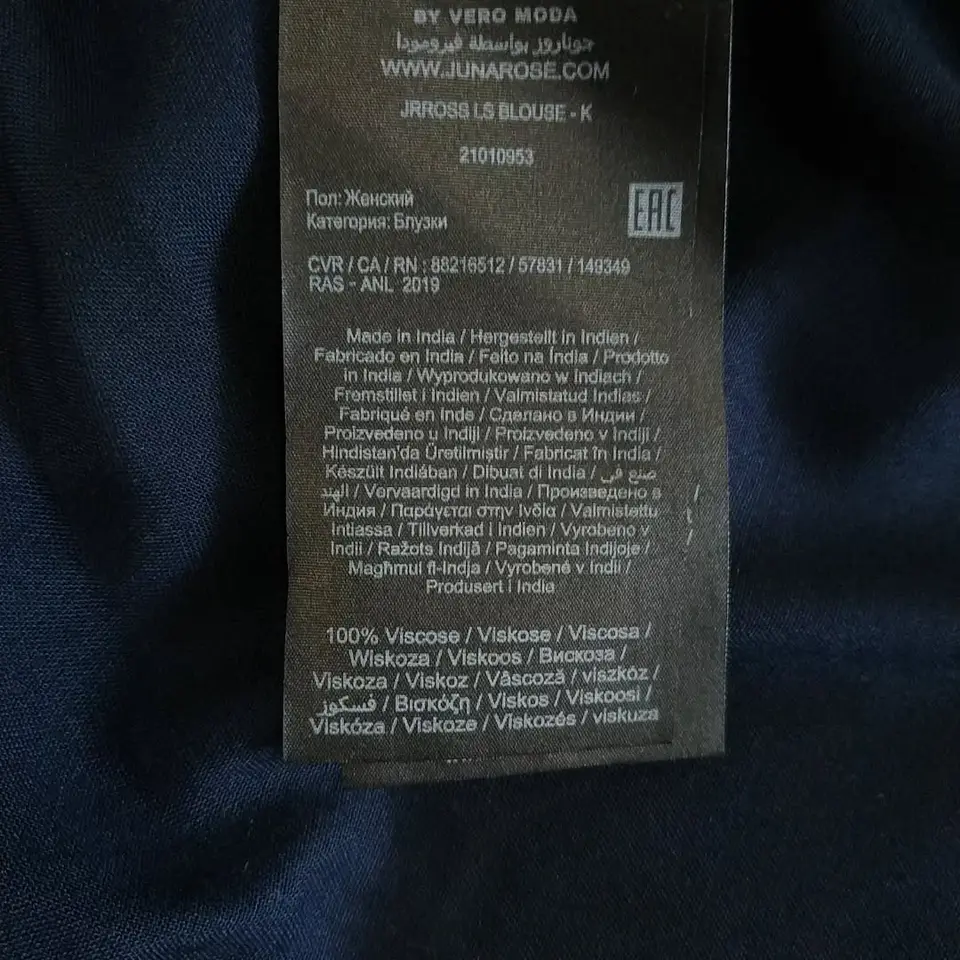 BY VERO MODA
جوناروز بواسطة فيرومودا
WWW.JUNAROSE.COM
JRROSS LS BLOUSE - K
21010953
Пол: Женский
Категория: Блузки
EAC
CVR / CA / RN : 88216512 / 57831 / 149349
RAS - ANL 2019
Made in India / Hergestellt in Indien /
Fabricado en India / Feito na Índia / Prodotto
in India / Wyprodukowano w Indiach /
Fremstillet i Indien / Valmistatud Indias /
Fabriqué en Inde / Сделано в Индии /
Proizvedeno u Indiji / Proizvedeno v Indiji /
Hindistan'da Üretilmiştir / Fabricat în India /
Készült Indiában / Dibuat di India / صنع في
الهند / Vervaardigd in India / Произведено в
Индия / Παράγεται στην Ινδία / Valmistettu
Intiassa / Tillverkad i Indien / Vyrobeno v
Indii / Ražots Indijā / Pagaminta Indijoje /
Magħmul fl-Indja / Vyrobené v Indii /
Produsert i India
100% Viscose / Viskose / Viscosa /
Wiskoza / Viskoos / Вискоза /
Viskoza / Viskoz / Vâscoză / viszkóz /
فسكوز / Βισκόζη / Viskos / Viskoosi /
Viskóza / Viskoze / Viskozės / viskuża